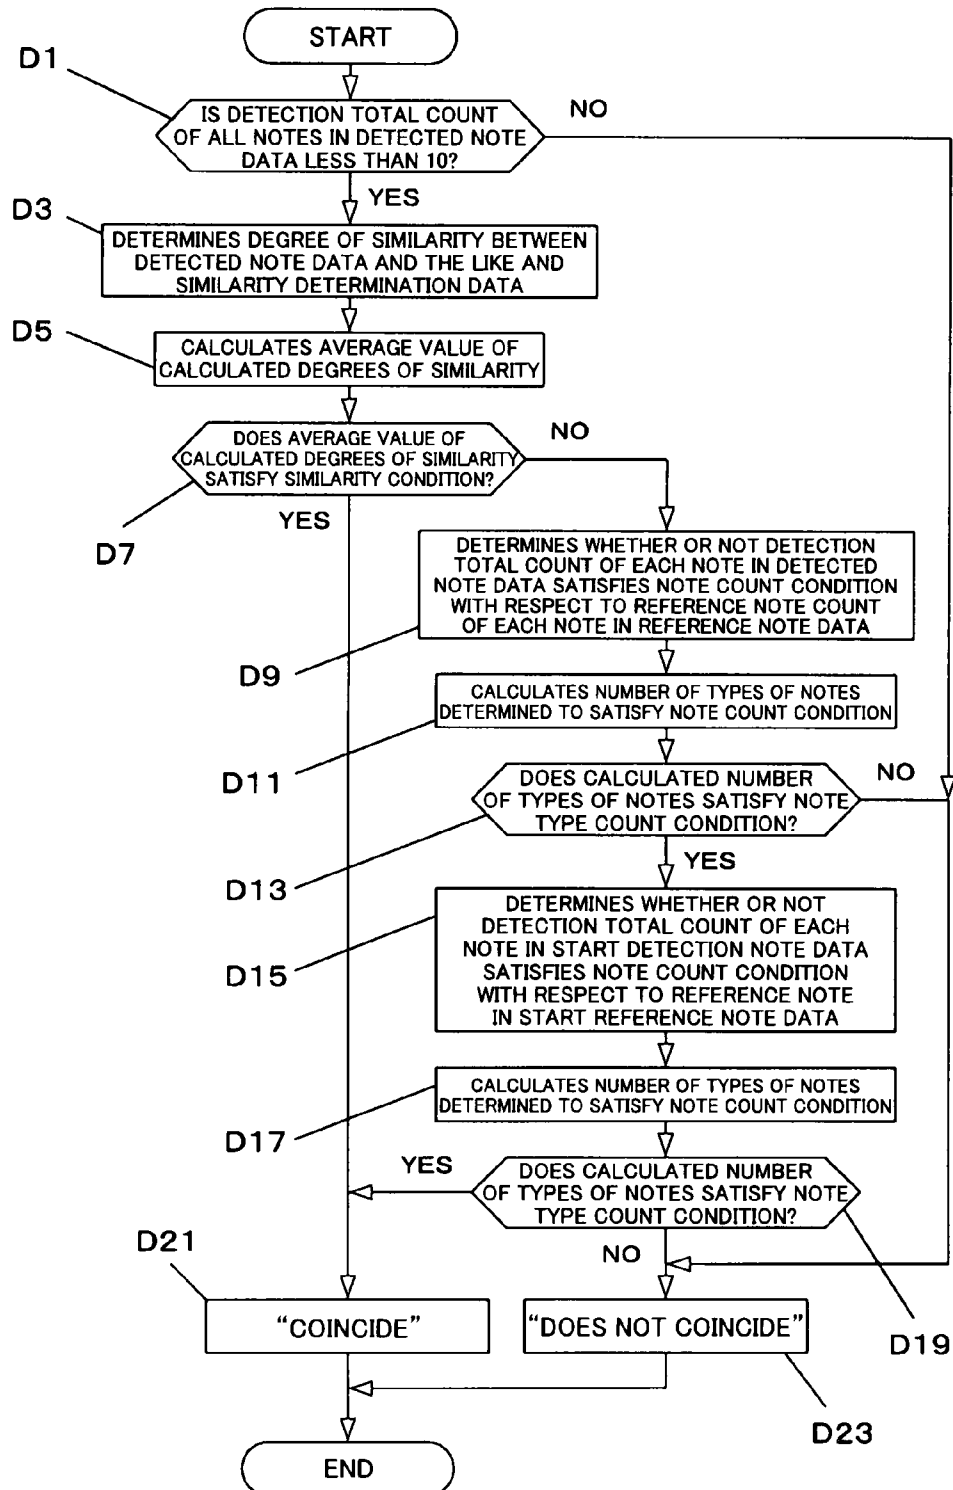 START
D1
IS DETECTION TOTAL COUNT
OF ALL NOTES IN DETECTED NOTE
DATA LESS THAN 10?
NO
YES
D3
DETERMINES DEGREE OF SIMILARITY BETWEEN
DETECTED NOTE DATA AND THE LIKE AND
SIMILARITY DETERMINATION DATA
D5
CALCULATES AVERAGE VALUE OF
CALCULATED DEGREES OF SIMILARITY
DOES AVERAGE VALUE OF
CALCULATED DEGREES OF SIMILARITY
SATISFY SIMILARITY CONDITION?
NO
YES
D7
DETERMINES WHETHER OR NOT DETECTION
TOTAL COUNT OF EACH NOTE IN DETECTED
NOTE DATA SATISFIES NOTE COUNT CONDITION
WITH RESPECT TO REFERENCE NOTE COUNT
OF EACH NOTE IN REFERENCE NOTE DATA
D9
CALCULATES NUMBER OF TYPES OF NOTES
DETERMINED TO SATISFY NOTE COUNT CONDITION
D11
DOES CALCULATED NUMBER
OF TYPES OF NOTES SATISFY NOTE
TYPE COUNT CONDITION?
NO
YES
D13
DETERMINES WHETHER OR NOT
DETECTION TOTAL COUNT OF EACH
NOTE IN START DETECTION NOTE DATA
SATISFIES NOTE COUNT CONDITION
WITH RESPECT TO REFERENCE NOTE
IN START REFERENCE NOTE DATA
D15
CALCULATES NUMBER OF TYPES OF NOTES
DETERMINED TO SATISFY NOTE COUNT CONDITION
D17
YES
DOES CALCULATED NUMBER
OF TYPES OF NOTES SATISFY NOTE
TYPE COUNT CONDITION?
D21
NO
"COINCIDE"
"DOES NOT COINCIDE"
D19
D23
END